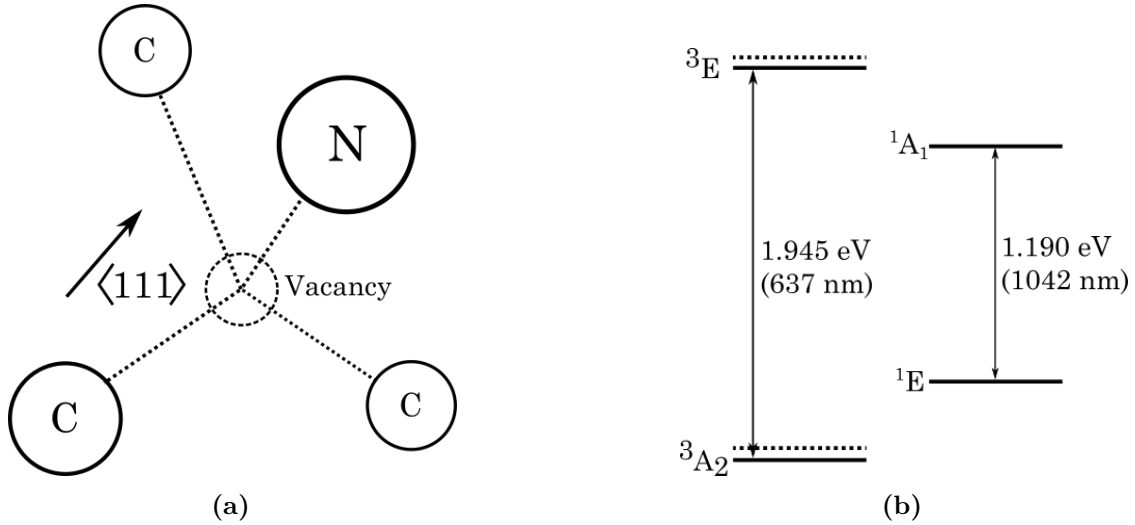 C
N
⟨111⟩
Vacancy
C
C
(a)
³E
¹A₁
1.945 eV
(637 nm)
1.190 eV
(1042 nm)
¹E
³A₂
(b)